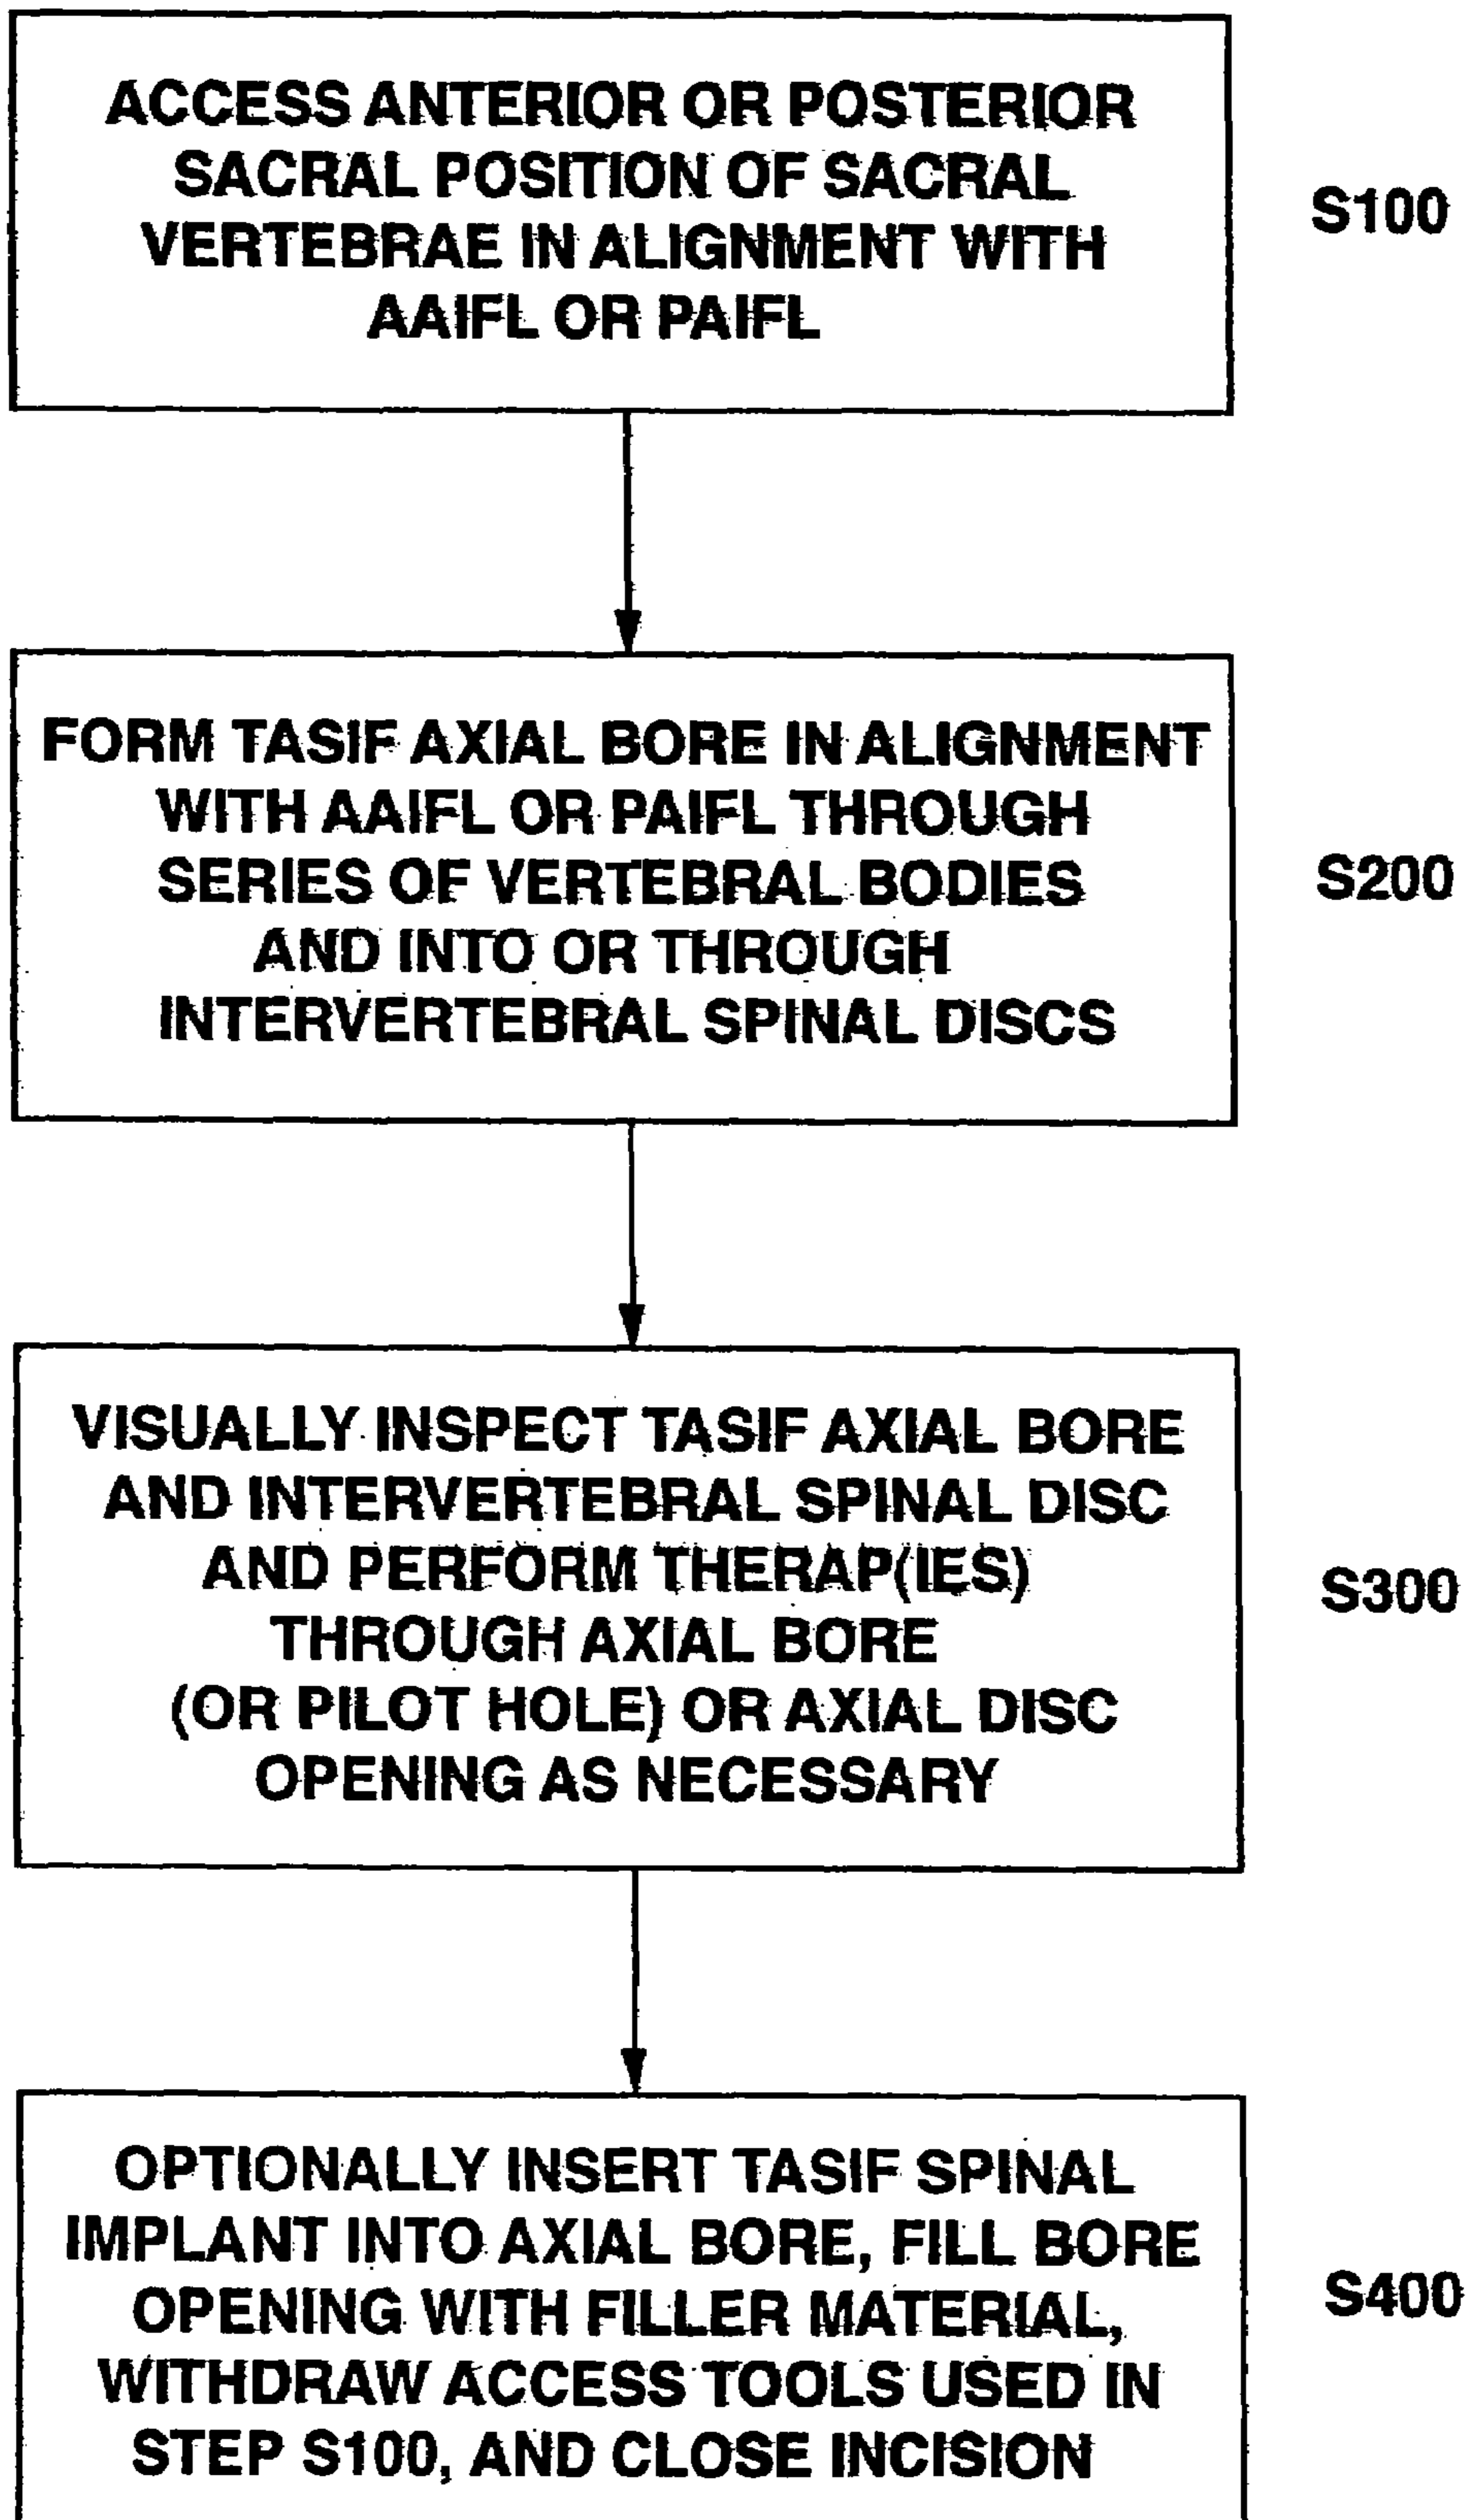 ACCESS ANTERIOR OR POSTERIOR
SACRAL POSITION OF SACRAL
VERTEBRAE IN ALIGNMENT WITH
AAIFL OR PAIFL
S100
FORM TASIF AXIAL BORE IN ALIGNMENT
WITH AAIFL OR PAIFL THROUGH
SERIES OF VERTEBRAL BODIES
AND INTO OR THROUGH
INTERVERTEBRAL SPINAL DISCS
S200
VISUALLY INSPECT TASIF AXIAL BORE
AND INTERVERTEBRAL SPINAL DISC
AND PERFORM THERAP(IES)
THROUGH AXIAL BORE
(OR PILOT HOLE) OR AXIAL DISC
OPENING AS NECESSARY
S300
OPTIONALLY INSERT TASIF SPINAL
IMPLANT INTO AXIAL BORE, FILL BORE
OPENING WITH FILLER MATERIAL,
WITHDRAW ACCESS TOOLS USED IN
STEP S100, AND CLOSE INCISION
S400